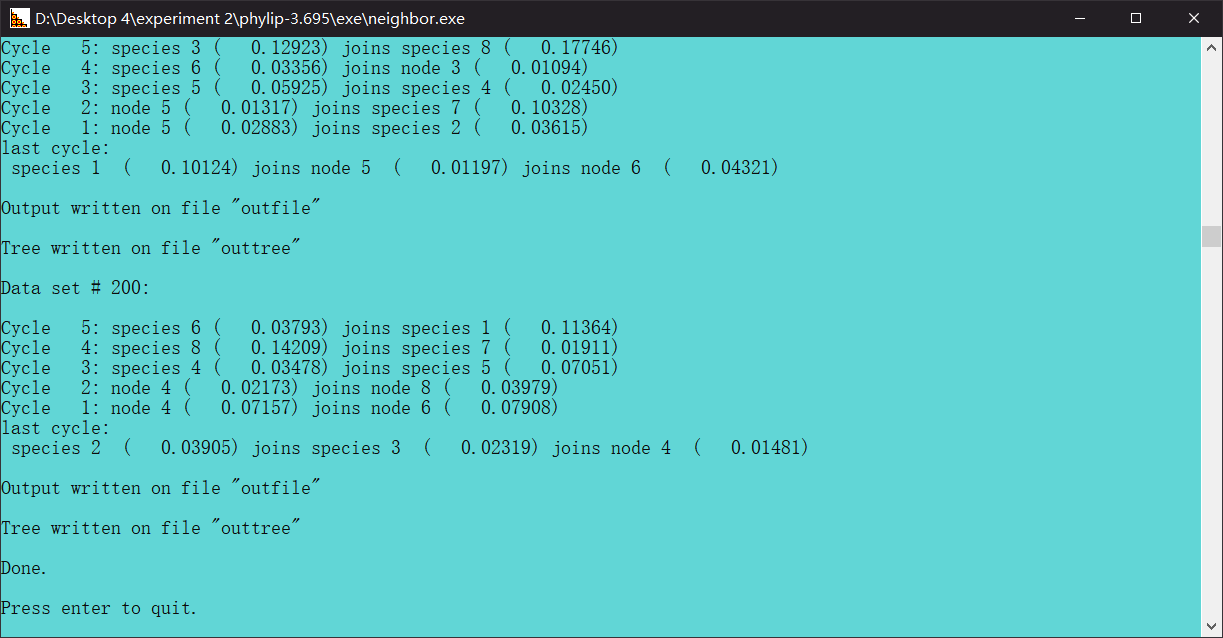 D:\Desktop 4\experiment 2\phylip-3.695\exe\neighbor.exe
Cycle   5: species 3 (   0.12923) joins species 8 (   0.17746)
Cycle   4: species 6 (   0.03356) joins node 3 (   0.01094)
Cycle   3: species 5 (   0.05925) joins species 4 (   0.02450)
Cycle   2: node 5 (   0.01317) joins species 7 (   0.10328)
Cycle   1: node 5 (   0.02883) joins species 2 (   0.03615)
last cycle:
 species 1  (   0.10124) joins node 5  (   0.01197) joins node 6  (   0.04321)
Output written on file "outfile"
Tree written on file "outtree"
Data set # 200:
Cycle   5: species 6 (   0.03793) joins species 1 (   0.11364)
Cycle   4: species 8 (   0.14209) joins species 7 (   0.01911)
Cycle   3: species 4 (   0.03478) joins species 5 (   0.07051)
Cycle   2: node 4 (   0.02173) joins node 8 (   0.03979)
Cycle   1: node 4 (   0.07157) joins node 6 (   0.07908)
last cycle:
 species 2  (   0.03905) joins species 3  (   0.02319) joins node 4  (   0.01481)
Output written on file "outfile"
Tree written on file "outtree"
Done.
Press enter to quit.